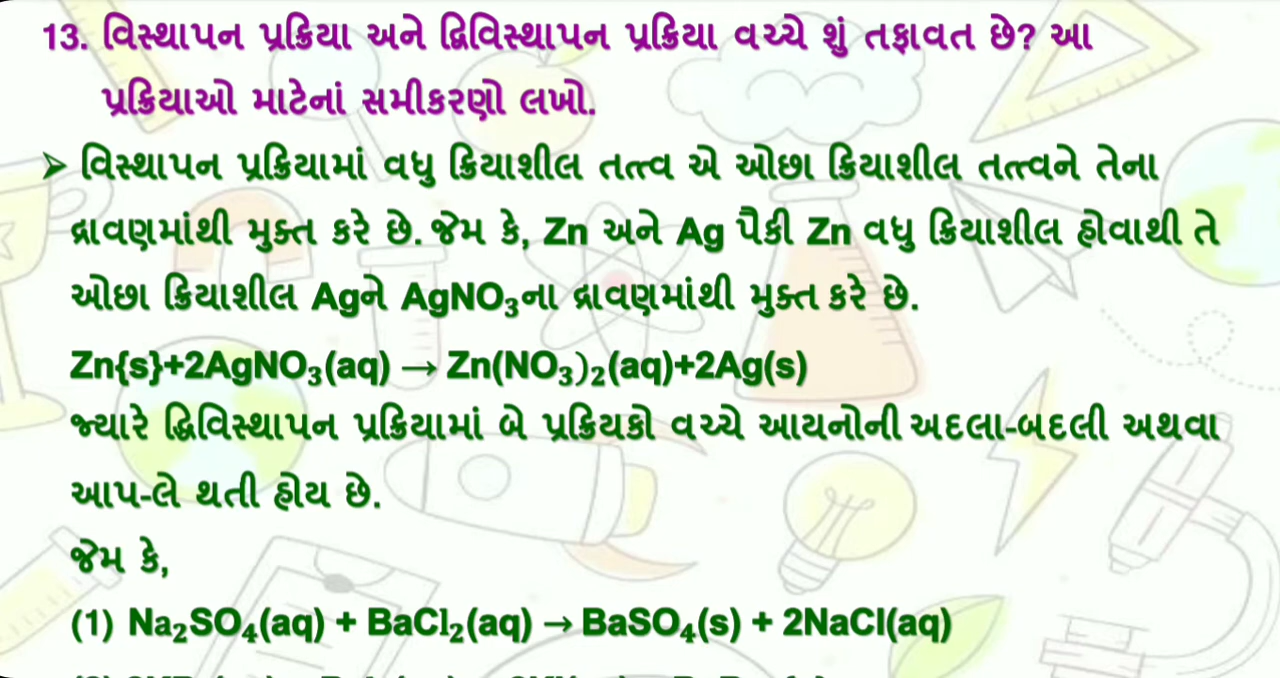 13. વિસ્થાપન પ્રક્રિયા અને દ્વિવિસ્થાપન પ્રક્રિયા વચ્ચે શું તફાવત છે? આ
પ્રક્રિયાઓ માટેનાં સમીકરણો લખો.
➢ વિસ્થાપન પ્રક્રિયામાં વધુ ક્રિયાશીલ તત્ત્વ એ ઓછા ક્રિયાશીલ તત્ત્વને તેના
દ્રાવણમાંથી મુક્ત કરે છે. જેમ કે, Zn અને Ag પૈકી Zn વધુ ક્રિયાશીલ હોવાથી તે
ઓછા ક્રિયાશીલ Agને AgNO₃ના દ્રાવણમાંથી મુક્ત કરે છે.
Zn{s}+2AgNO₃(aq) → Zn(NO₃)₂(aq)+2Ag(s)
જ્યારે દ્વિવિસ્થાપન પ્રક્રિયામાં બે પ્રક્રિયકો વચ્ચે આયનોની અદલા-બદલી અથવા
આપ-લે થતી હોય છે.
જેમ કે,
(1) Na₂SO₄(aq) + BaCl₂(aq) → BaSO₄(s) + 2NaCl(aq)